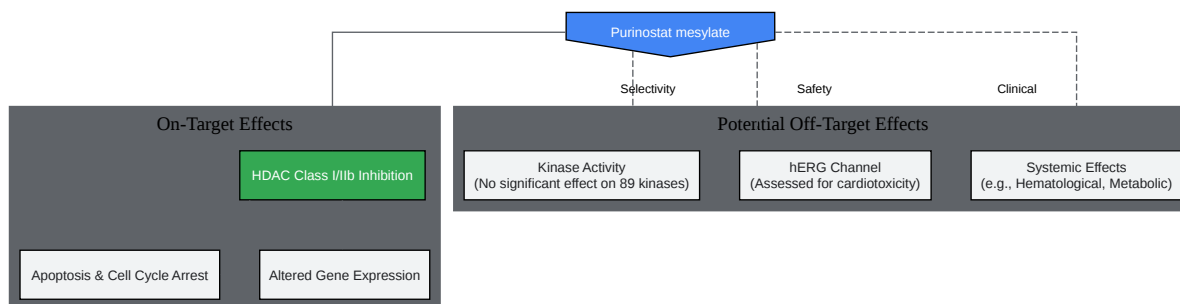 Purinostat mesylate
Selectivity
Safety
Clinical
On-Target Effects
HDAC Class I/IIb Inhibition
Apoptosis & Cell Cycle Arrest
Altered Gene Expression
Potential Off-Target Effects
Kinase Activity
(No significant effect on 89 kinases)
hERG Channel
(Assessed for cardiotoxicity)
Systemic Effects
(e.g., Hematological, Metabolic)